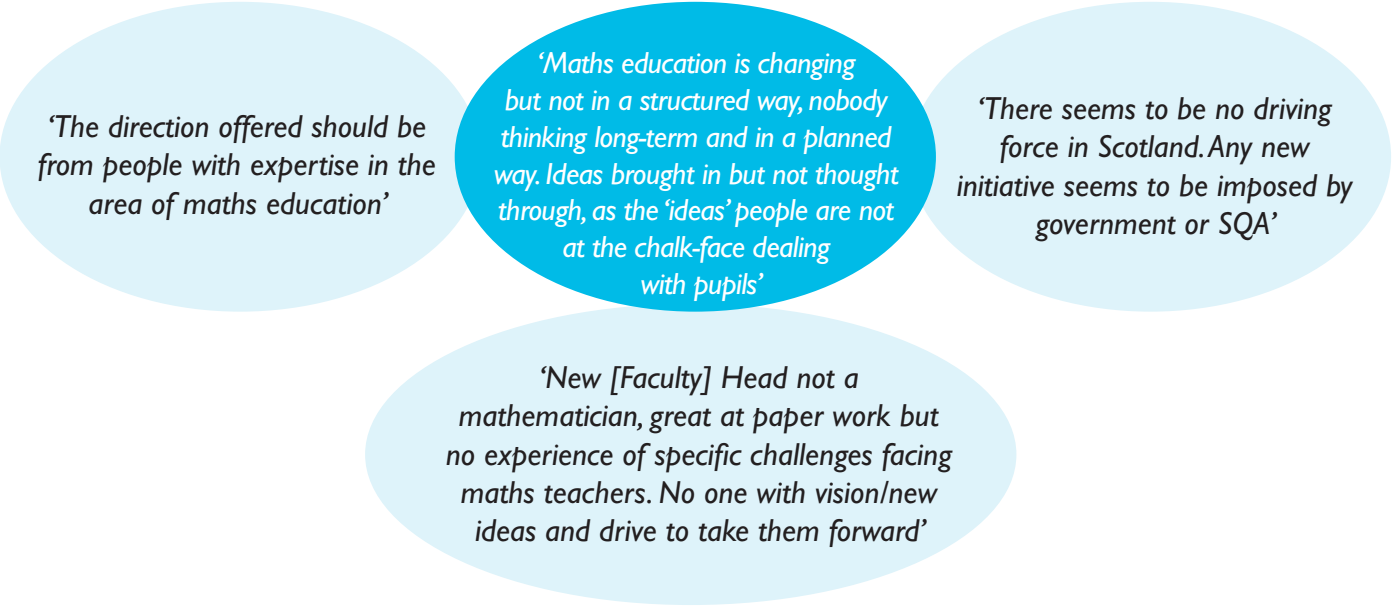 ‘The direction offered should be
from people with expertise in the
area of maths education’
‘Maths education is changing
but not in a structured way, nobody
thinking long-term and in a planned
way. Ideas brought in but not thought
through, as the ‘ideas’ people are not
at the chalk-face dealing
with pupils’
‘There seems to be no driving
force in Scotland. Any new
initiative seems to be imposed by
government or SQA’
‘New [Faculty] Head not a
mathematician, great at paper work but
no experience of specific challenges facing
maths teachers. No one with vision/new
ideas and drive to take them forward’